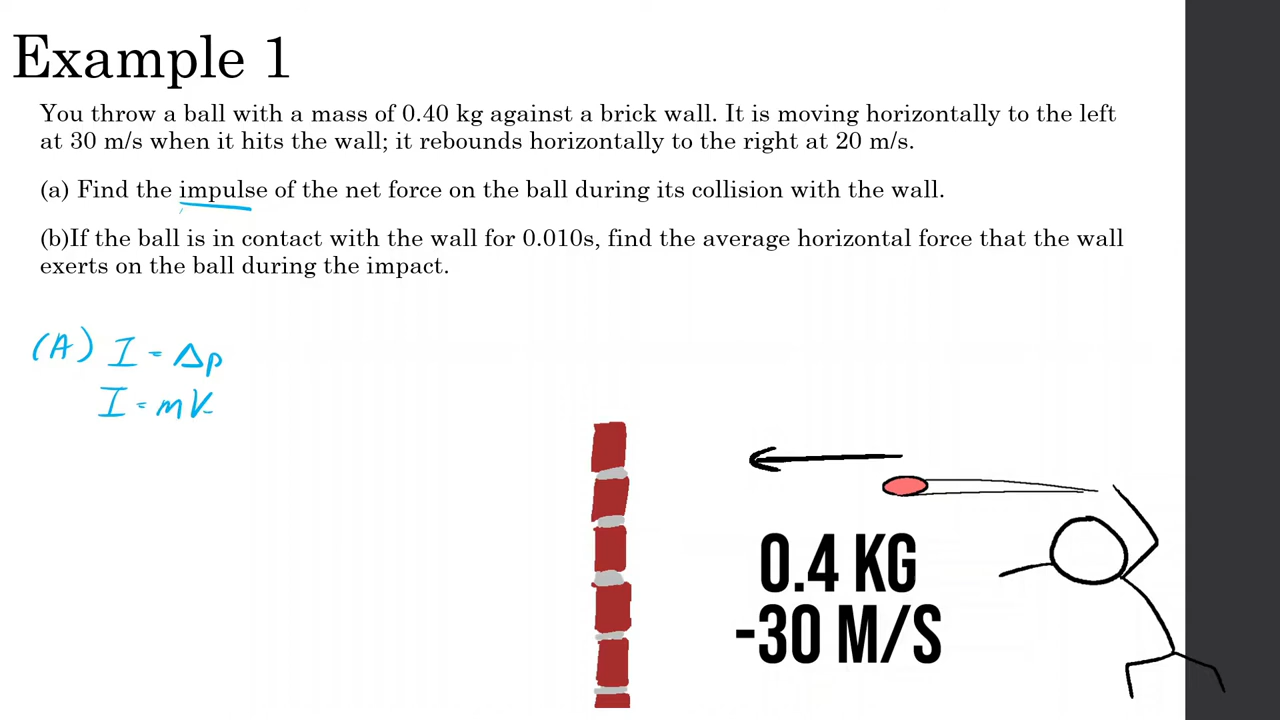 Example 1
You throw a ball with a mass of 0.40 kg against a brick wall. It is moving horizontally to the left
at 30 m/s when it hits the wall; it rebounds horizontally to the right at 20 m/s.
(a) Find the impulse of the net force on the ball during its collision with the wall.
(b)If the ball is in contact with the wall for 0.010s, find the average horizontal force that the wall
exerts on the ball during the impact.
(A) I = Δp
I = mV
0.4 KG
-30 M/S